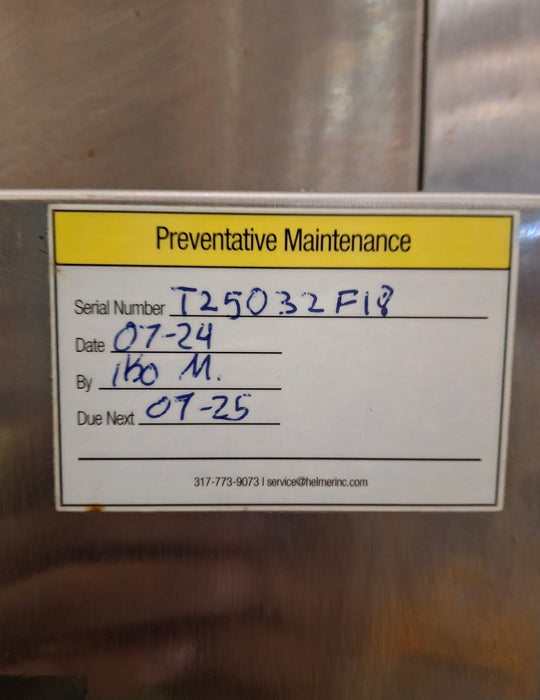 Preventative Maintenance
Serial Number T25032F18
Date 07-24
By IKO M.
Due Next 07-25
317-773-9073 | service@helmerinc.com